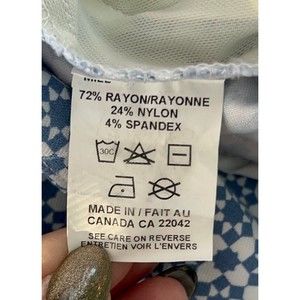 72% RAYON/RAYONNE
24% NYLON
4% SPANDEX
30C
MADE IN / FAIT AU
CANADA CA 22042
SEE CARE ON REVERSE
ENTRETIEN VOIR L'ENVERS